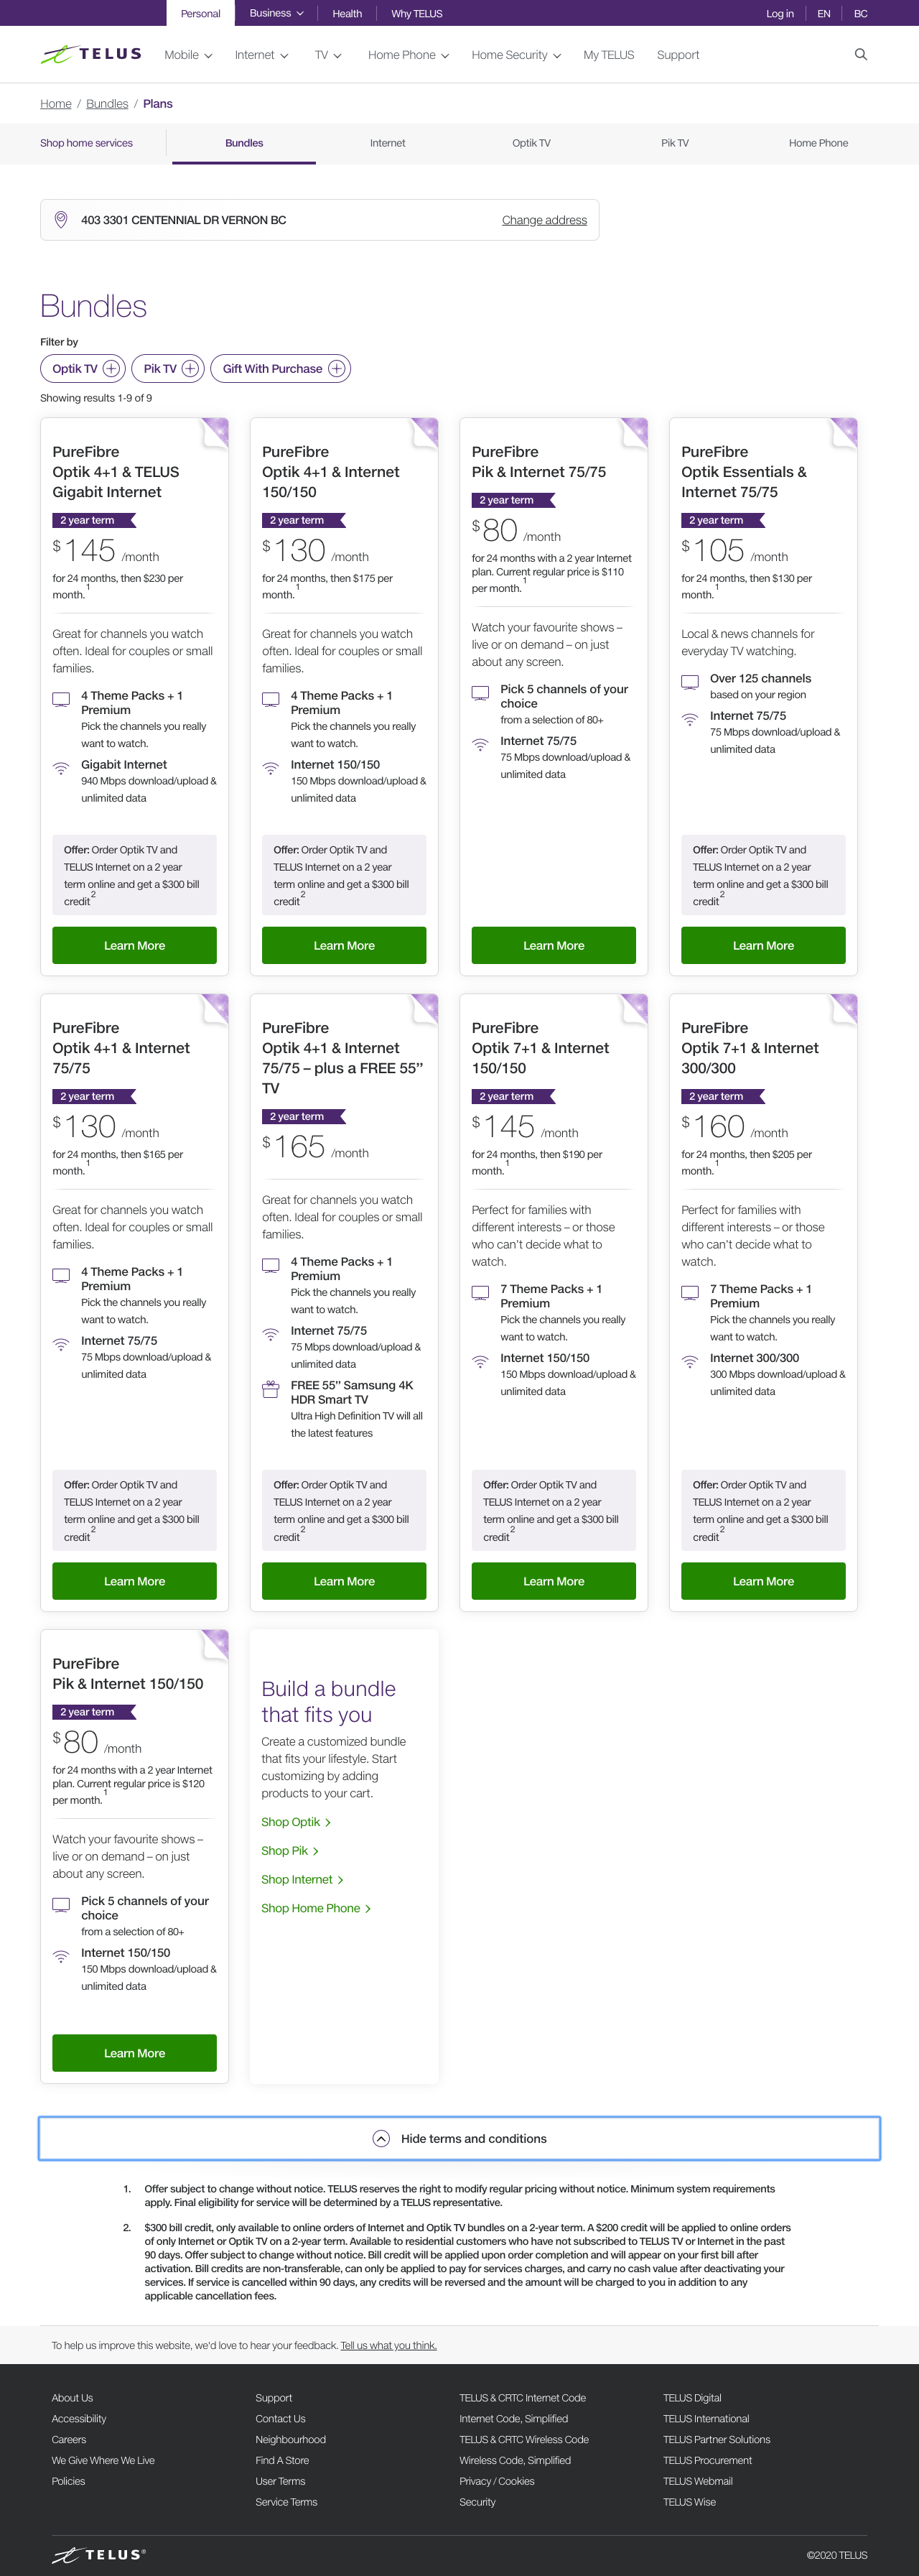 Personal Business Health Why TELUS Log in EN BC
TELUS Mobile Internet TV Home Phone Home Security My TELUS Support
Home / Bundles / Plans
Shop home services Bundles Internet Optik TV Pik TV Home Phone
403 3301 CENTENNIAL DR VERNON BC Change address
Bundles
Filter by
Optik TV Pik TV Gift With Purchase
Showing results 1-9 of 9
PureFibre
Optik 4+1 & TELUS
Gigabit Internet
2 year term
$145 /month
for 24 months, then $230 per
month.1
Great for channels you watch
often. Ideal for couples or small
families.
4 Theme Packs + 1
Premium
Pick the channels you really
want to watch.
Gigabit Internet
940 Mbps download/upload &
unlimited data
Offer: Order Optik TV and
TELUS Internet on a 2 year
term online and get a $300 bill
credit2
Learn More
PureFibre
Optik 4+1 & Internet
150/150
2 year term
$130 /month
for 24 months, then $175 per
month.1
Great for channels you watch
often. Ideal for couples or small
families.
4 Theme Packs + 1
Premium
Pick the channels you really
want to watch.
Internet 150/150
150 Mbps download/upload &
unlimited data
Offer: Order Optik TV and
TELUS Internet on a 2 year
term online and get a $300 bill
credit2
Learn More
PureFibre
Pik & Internet 75/75
2 year term
$80 /month
for 24 months with a 2 year Internet
plan. Current regular price is $110
per month.1
Watch your favourite shows –
live or on demand – on just
about any screen.
Pick 5 channels of your
choice
from a selection of 80+
Internet 75/75
75 Mbps download/upload &
unlimited data
Learn More
PureFibre
Optik Essentials &
Internet 75/75
2 year term
$105 /month
for 24 months, then $130 per
month.1
Local & news channels for
everyday TV watching.
Over 125 channels
based on your region
Internet 75/75
75 Mbps download/upload &
unlimited data
Offer: Order Optik TV and
TELUS Internet on a 2 year
term online and get a $300 bill
credit2
Learn More
PureFibre
Optik 4+1 & Internet
75/75
2 year term
$130 /month
for 24 months, then $165 per
month.1
Great for channels you watch
often. Ideal for couples or small
families.
4 Theme Packs + 1
Premium
Pick the channels you really
want to watch.
Internet 75/75
75 Mbps download/upload &
unlimited data
Offer: Order Optik TV and
TELUS Internet on a 2 year
term online and get a $300 bill
credit2
Learn More
PureFibre
Optik 4+1 & Internet
75/75 – plus a FREE 55”
TV
2 year term
$165 /month
Great for channels you watch
often. Ideal for couples or small
families.
4 Theme Packs + 1
Premium
Pick the channels you really
want to watch.
Internet 75/75
75 Mbps download/upload &
unlimited data
FREE 55” Samsung 4K
HDR Smart TV
Ultra High Definition TV will all
the latest features
Offer: Order Optik TV and
TELUS Internet on a 2 year
term online and get a $300 bill
credit2
Learn More
PureFibre
Optik 7+1 & Internet
150/150
2 year term
$145 /month
for 24 months, then $190 per
month.1
Perfect for families with
different interests – or those
who can't decide what to
watch.
7 Theme Packs + 1
Premium
Pick the channels you really
want to watch.
Internet 150/150
150 Mbps download/upload &
unlimited data
Offer: Order Optik TV and
TELUS Internet on a 2 year
term online and get a $300 bill
credit2
Learn More
PureFibre
Optik 7+1 & Internet
300/300
2 year term
$160 /month
for 24 months, then $205 per
month.1
Perfect for families with
different interests – or those
who can't decide what to
watch.
7 Theme Packs + 1
Premium
Pick the channels you really
want to watch.
Internet 300/300
300 Mbps download/upload &
unlimited data
Offer: Order Optik TV and
TELUS Internet on a 2 year
term online and get a $300 bill
credit2
Learn More
PureFibre
Pik & Internet 150/150
2 year term
$80 /month
for 24 months with a 2 year Internet
plan. Current regular price is $120
per month.1
Watch your favourite shows –
live or on demand – on just
about any screen.
Pick 5 channels of your
choice
from a selection of 80+
Internet 150/150
150 Mbps download/upload &
unlimited data
Learn More
Build a bundle
that fits you
Create a customized bundle
that fits your lifestyle. Start
customizing by adding
products to your cart.
Shop Optik
Shop Pik
Shop Internet
Shop Home Phone
Hide terms and conditions
1. Offer subject to change without notice. TELUS reserves the right to modify regular pricing without notice. Minimum system requirements
apply. Final eligibility for service will be determined by a TELUS representative.
2. $300 bill credit, only available to online orders of Internet and Optik TV bundles on a 2-year term. A $200 credit will be applied to online orders
of only Internet or Optik TV on a 2-year term. Available to residential customers who have not subscribed to TELUS TV or Internet in the past
90 days. Offer subject to change without notice. Bill credit will be applied upon order completion and will appear on your first bill after
activation. Bill credits are non-transferable, can only be applied to pay for services charges, and carry no cash value after deactivating your
services. If service is cancelled within 90 days, any credits will be reversed and the amount will be charged to you in addition to any
applicable cancellation fees.
To help us improve this website, we'd love to hear your feedback. Tell us what you think.
About Us
Accessibility
Careers
We Give Where We Live
Policies
Support
Contact Us
Neighbourhood
Find A Store
User Terms
Service Terms
TELUS & CRTC Internet Code
Internet Code, Simplified
TELUS & CRTC Wireless Code
Wireless Code, Simplified
Privacy / Cookies
Security
TELUS Digital
TELUS International
TELUS Partner Solutions
TELUS Procurement
TELUS Webmail
TELUS Wise
TELUS® ©2020 TELUS